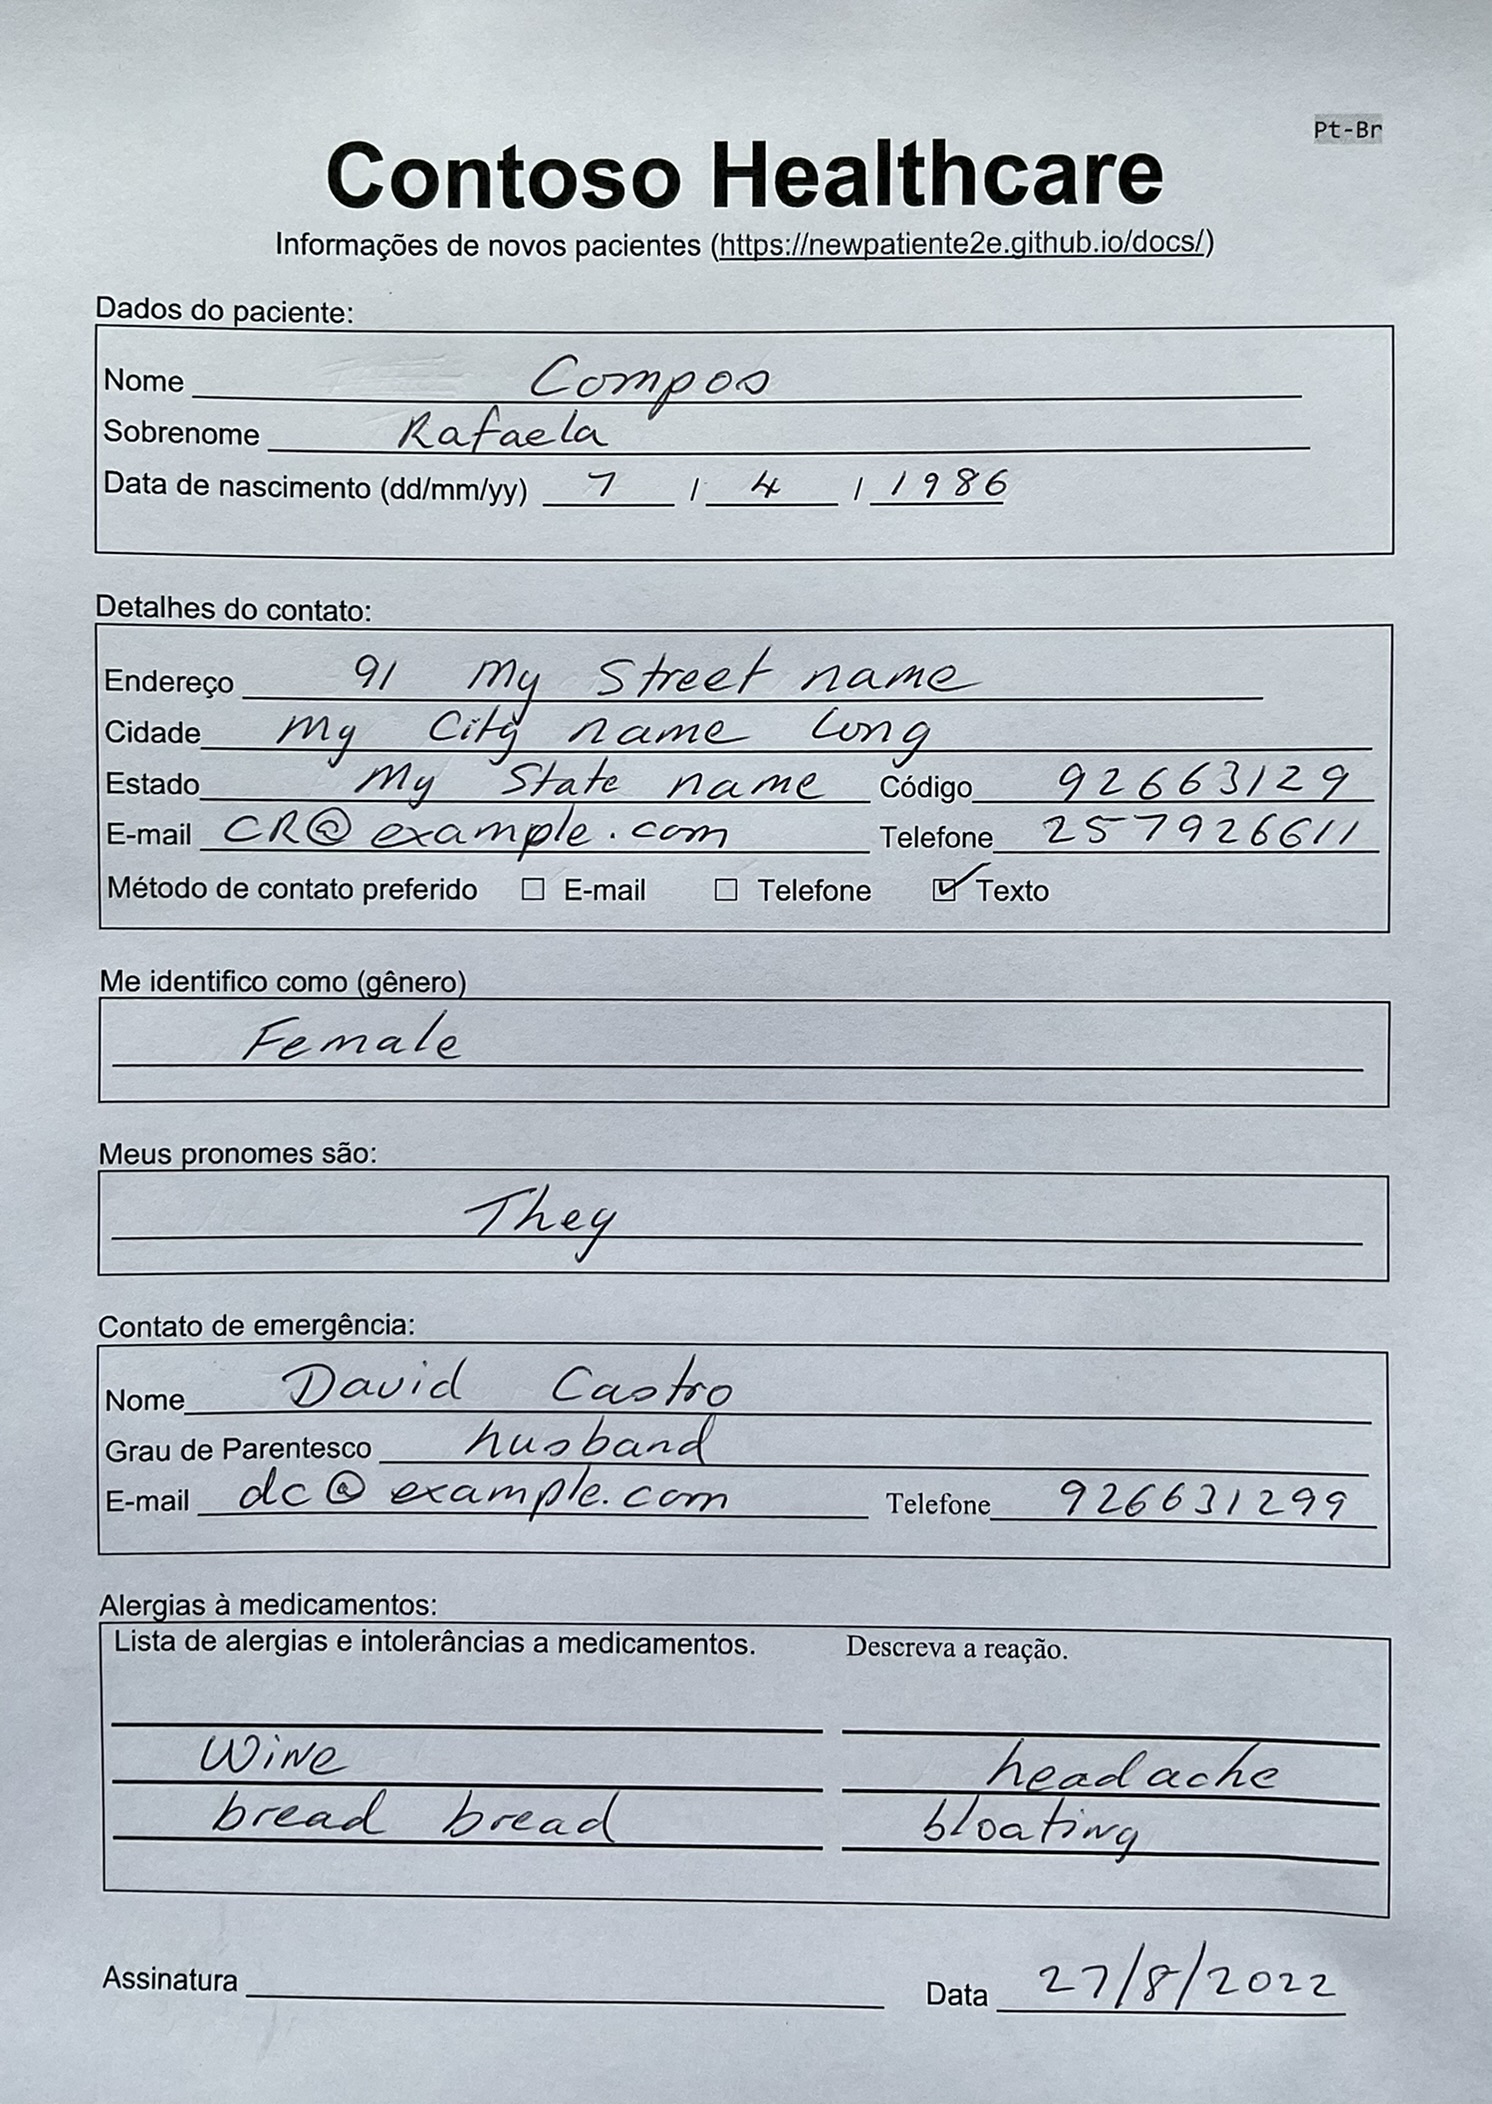 Pt-Br
Contoso Healthcare
Informações de novos pacientes (https://newpatiente2e.github.io/docs/)
Dados do paciente:
Nome Compos
Sobrenome Rafaela
Data de nascimento (dd/mm/yy) 7 / 4 / 1986
Detalhes do contato:
Endereço 91 My Street name
Cidade My City name long
Estado My State name Código 92663129
E-mail CR@example.com Telefone 257926611
Método de contato preferido ☐ E-mail ☐ Telefone ☑ Texto
Me identifico como (gênero)
Female
Meus pronomes são:
They
Contato de emergência:
Nome David Castro
Grau de Parentesco husband
E-mail dc@example.com Telefone 926631299
Alergias à medicamentos:
Lista de alergias e intolerâncias a medicamentos. Descreva a reação.
Wine headache
bread bread bloating
Assinatura Data 27/8/2022